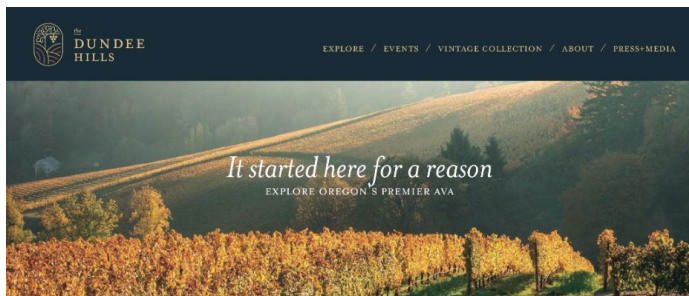 the
DUNDEE
HILLS
EXPLORE / EVENTS / VINTAGE COLLECTION / ABOUT / PRESS+MEDIA
It started here for a reason
EXPLORE OREGON'S PREMIER AVA